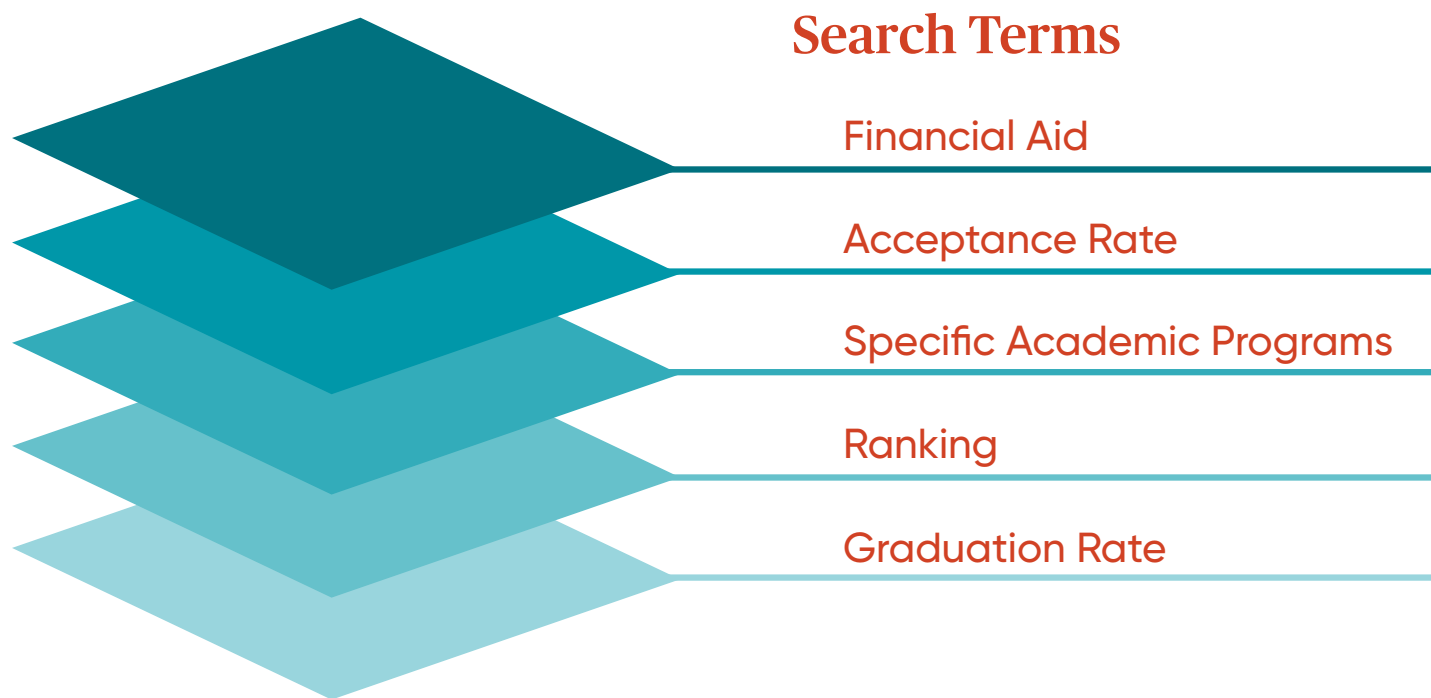 Search Terms
Financial Aid
Acceptance Rate
Specific Academic Programs
Ranking
Graduation Rate